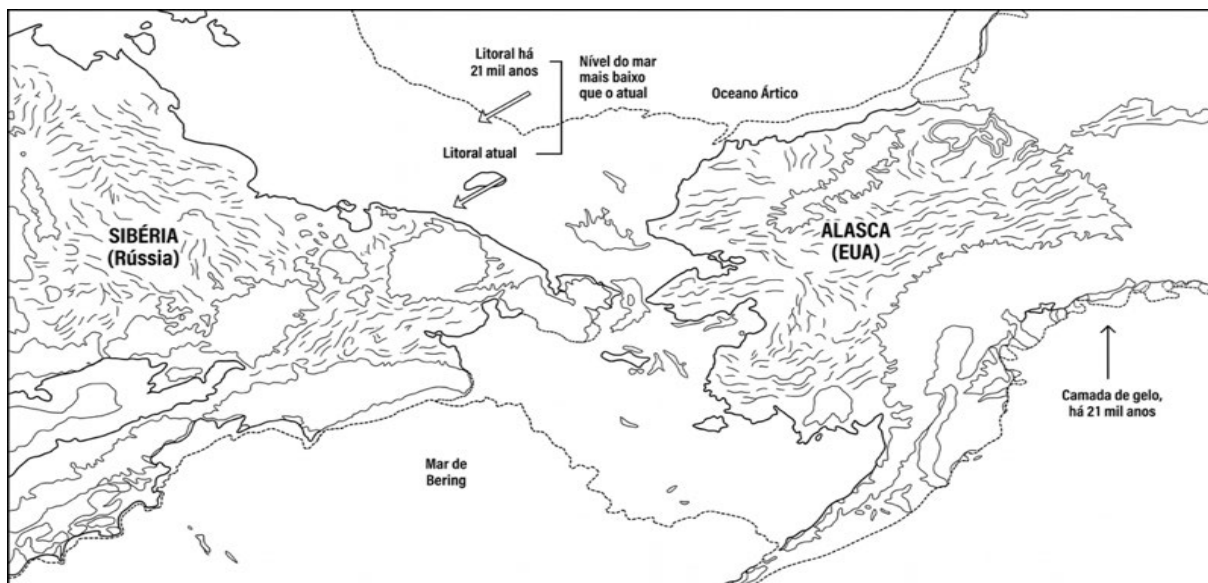 Litoral há
21 mil anos
Nível do mar
mais baixo
que o atual
Oceano Ártico
Litoral atual
SIBÉRIA
(Rússia)
ALASCA
(EUA)
Camada de gelo,
há 21 mil anos
Mar de
Bering